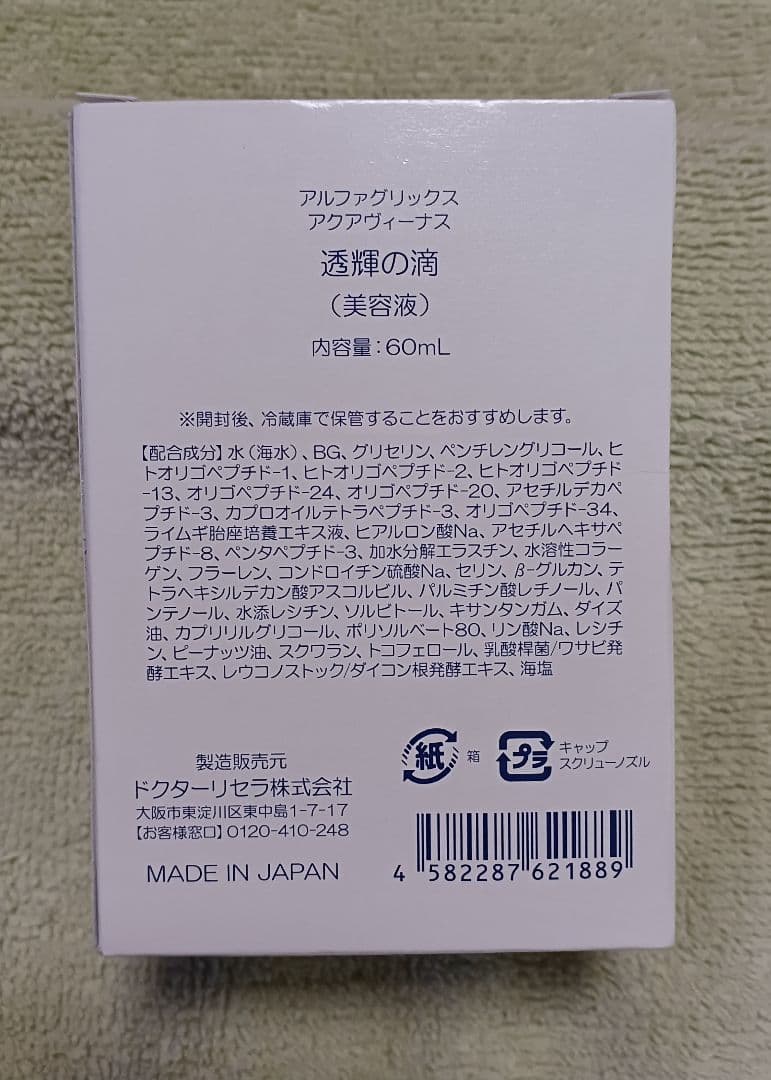 アルファグリックス
アクアヴィーナス
透輝の滴
（美容液）
内容量：60mL
※開封後、冷蔵庫で保管することをおすすめします。
【配合成分】水（海水）、BG、グリセリン、ペンチレングリコール、ヒ
トオリゴペプチド-1、ヒトオリゴペプチド-2、ヒトオリゴペプチド
-13、オリゴペプチド-24、オリゴペプチド-20、アセチルデカペ
プチド-3、カプロオイルテトラペプチド-3、オリゴペプチド-34、
ライムギ胎座培養エキス液、ヒアルロン酸Na、アセチルヘキサペ
プチド-8、ペンタペプチド-3、加水分解エラスチン、水溶性コラー
ゲン、フラーレン、コンドロイチン硫酸Na、セリン、β-グルカン、テ
トラヘキシルデカン酸アスコルビル、パルミチン酸レチノール、パ
ンテノール、水添レシチン、ソルビトール、キサンタンガム、ダイズ
油、カプリリルグリコール、ポリソルベート80、リン酸Na、レシチ
ン、ピーナッツ油、スクワラン、トコフェロール、乳酸桿菌/ワサビ発
酵エキス、レウコノストック/ダイコン根発酵エキス、海塩
紙
箱
プラ
キャップ
スクリューノズル
製造販売元
ドクターリセラ株式会社
大阪市東淀川区東中島1-7-17
【お客様窓口】0120-410-248
MADE IN JAPAN
4 582287 621889